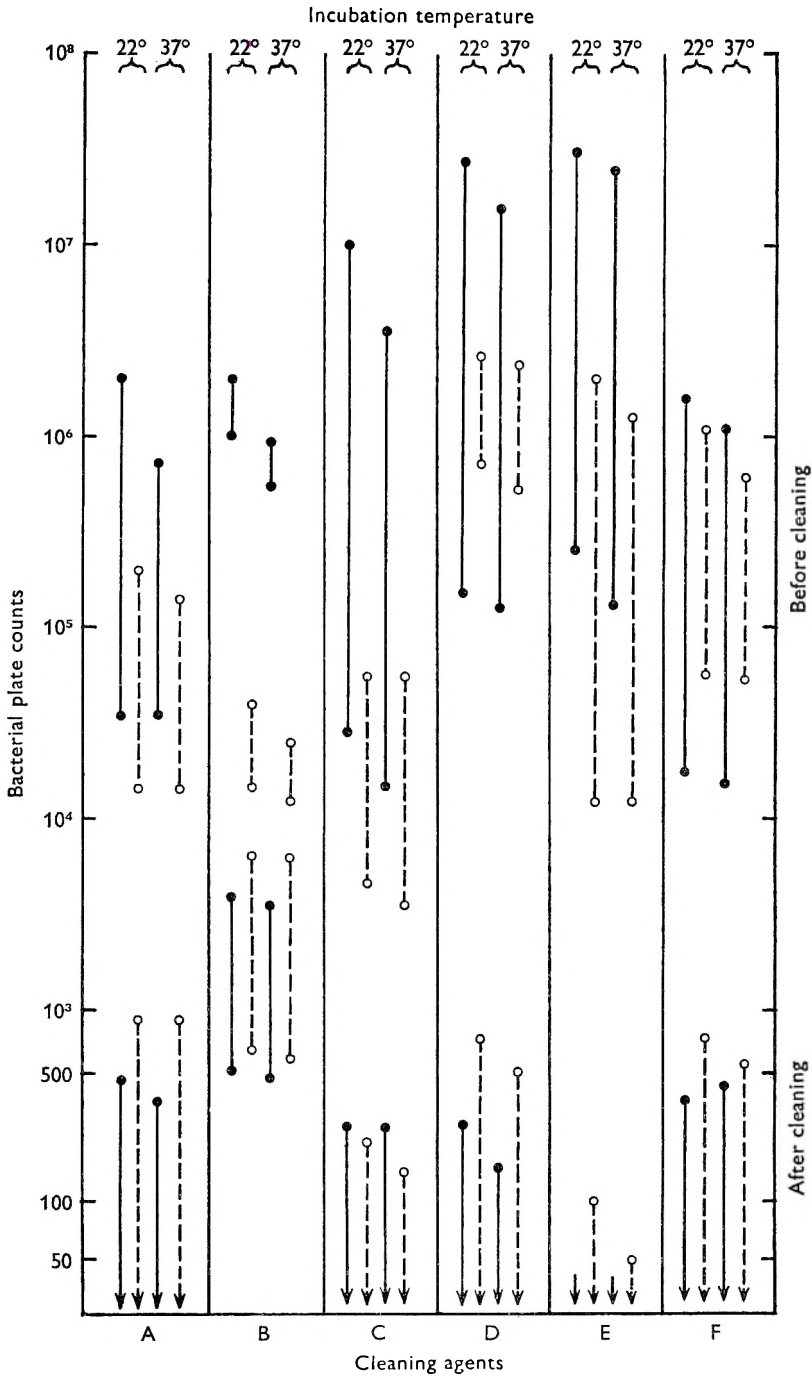 Incubation temperature
22° 37° 22° 37° 22° 37° 22° 37° 22° 37° 22° 37°
10⁸
10⁷
10⁶
10⁵
10⁴
10³
500
100
50
Bacterial plate counts
Before cleaning
After cleaning
A B C D E F
Cleaning agents